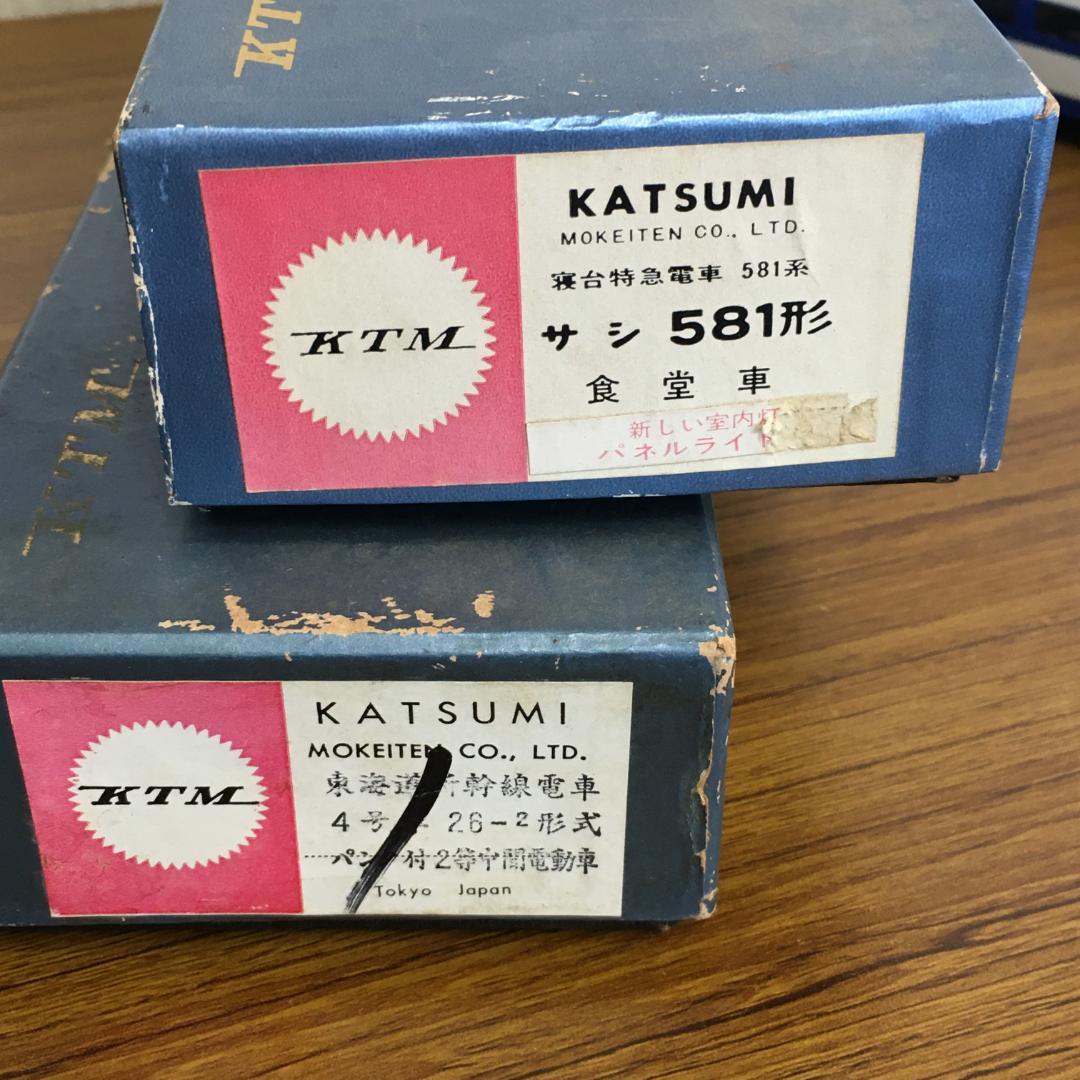 KT
KTM
KATSUMI
MOKEITEN CO., LTD.
寝台特急電車 581系
サシ 581形
食堂車
新しい室内灯
パネルライト
KTM
KTM
KATSUMI
MOKEITEN CO., LTD.
東海道新幹線電車
4号 26-2形式
パンタ付2等中間電動車
Tokyo Japan